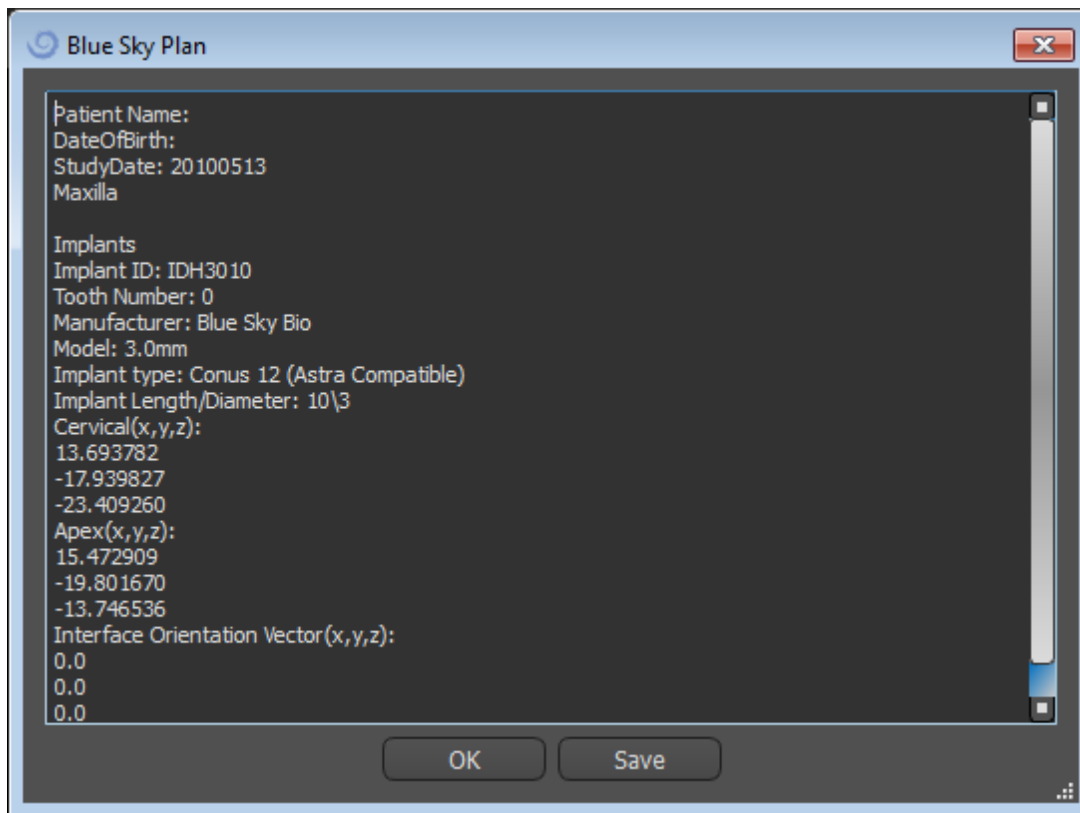 Blue Sky Plan
Patient Name:
DateOfBirth:
StudyDate: 20100513
Maxilla
Implants
Implant ID: IDH3010
Tooth Number: 0
Manufacturer: Blue Sky Bio
Model: 3.0mm
Implant type: Conus 12 (Astra Compatible)
Implant Length/Diameter: 10\3
Cervical(x,y,z):
13.693782
-17.939827
-23.409260
Apex(x,y,z):
15.472909
-19.801670
-13.746536
Interface Orientation Vector(x,y,z):
0.0
0.0
0.0
OK Save